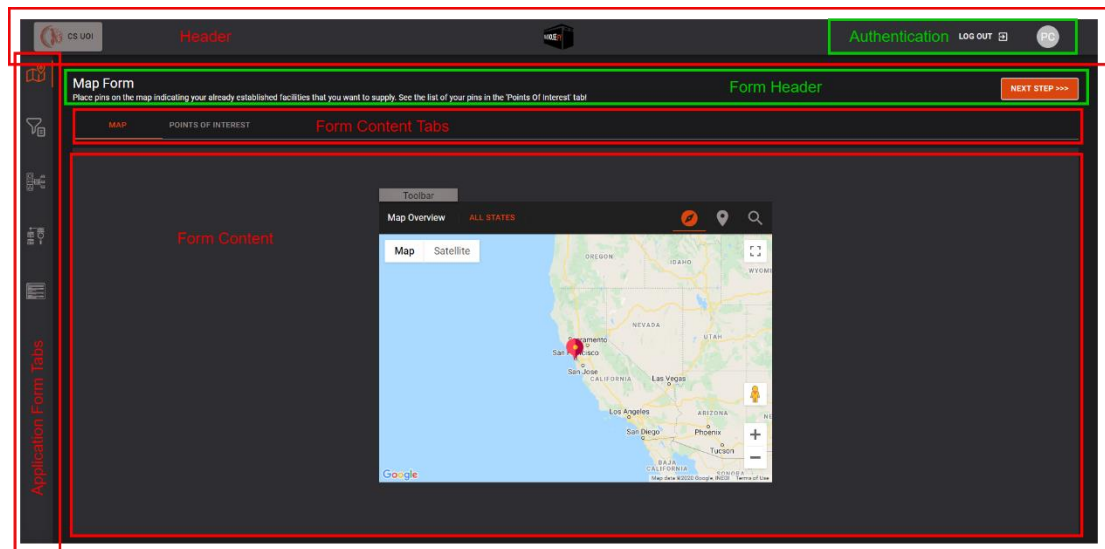 CS UOI
Header
Authentication
LOG OUT
PC
Map Form
Place pins on the map indicating your already established facilities that you want to supply. See the list of your pins in the 'Points Of Interest' tab!
Form Header
NEXT STEP >>>
MAP
POINTS OF INTEREST
Form Content Tabs
Application Form Tabs
Form Content
Toolbar
Map Overview
ALL STATES
Map
Satellite
OREGON
IDAHO
WYOMI
NEVADA
UTAH
San Francisco
San Jose
CALIFORNIA
Las Vegas
Los Angeles
ARIZONA
NE
San Diego
Phoenix
Tucson
BAJA
CALIFORNIA
SONORA
Google
Map data ©2020 Google, INEGI
Terms of Use